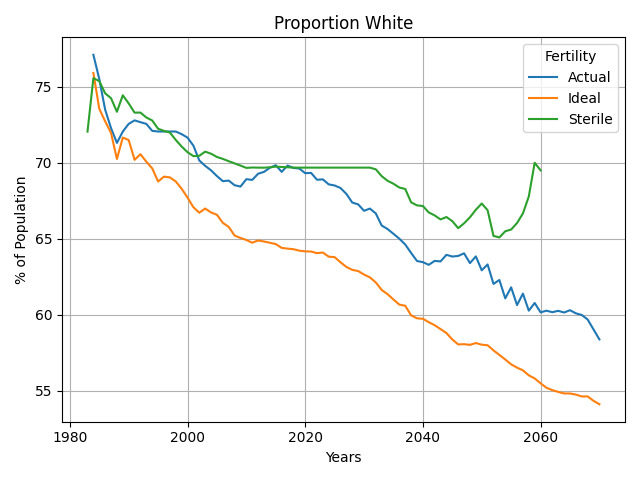 Proportion White
Fertility
Actual
Ideal
Sterile
75
70
65
60
55
% of Population
1980 2000 2020 2040 2060
Years